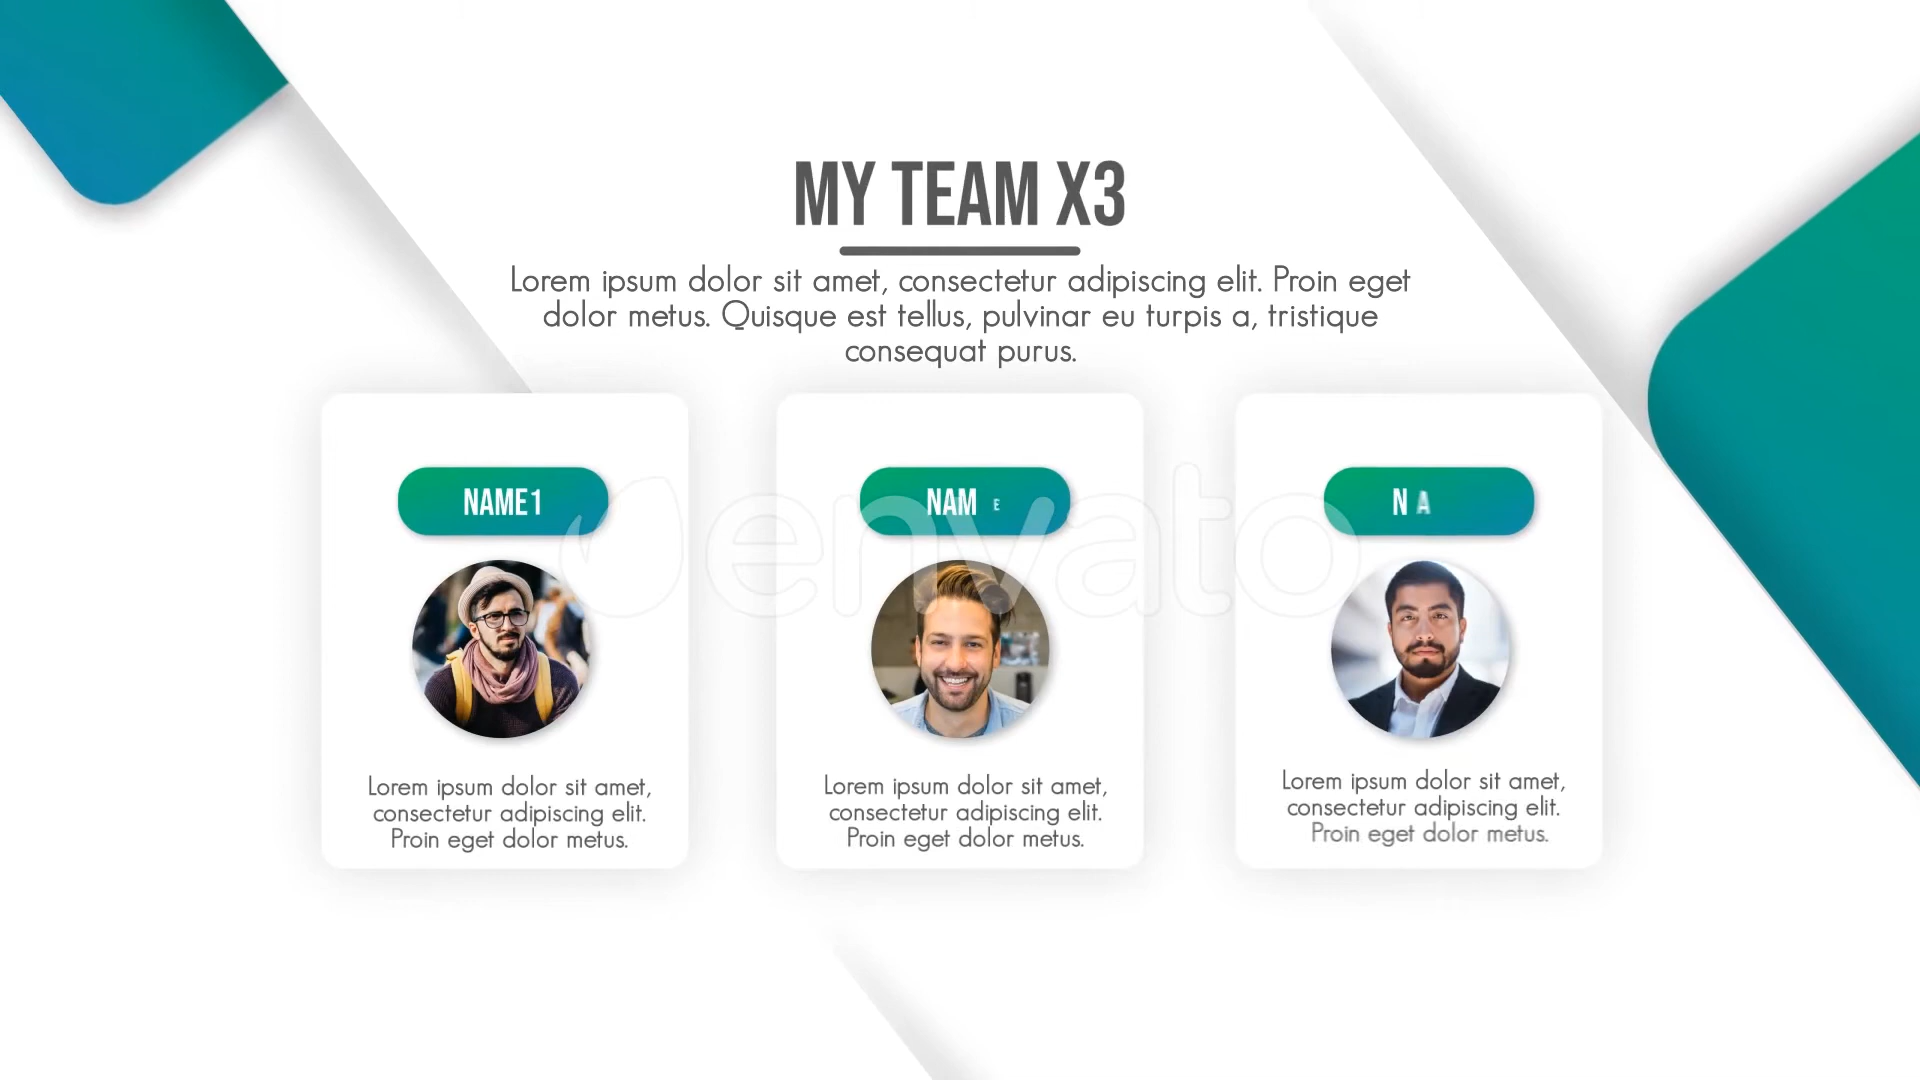 MY TEAM X3
Lorem ipsum dolor sit amet, consectetur adipiscing elit. Proin eget
dolor metus. Quisque est tellus, pulvinar eu turpis a, tristique
consequat purus.
NAME1
NAM E
N A
envato
Lorem ipsum dolor sit amet,
consectetur adipiscing elit.
Proin eget dolor metus.
Lorem ipsum dolor sit amet,
consectetur adipiscing elit.
Proin eget dolor metus.
Lorem ipsum dolor sit amet,
consectetur adipiscing elit.
Proin eget dolor metus.